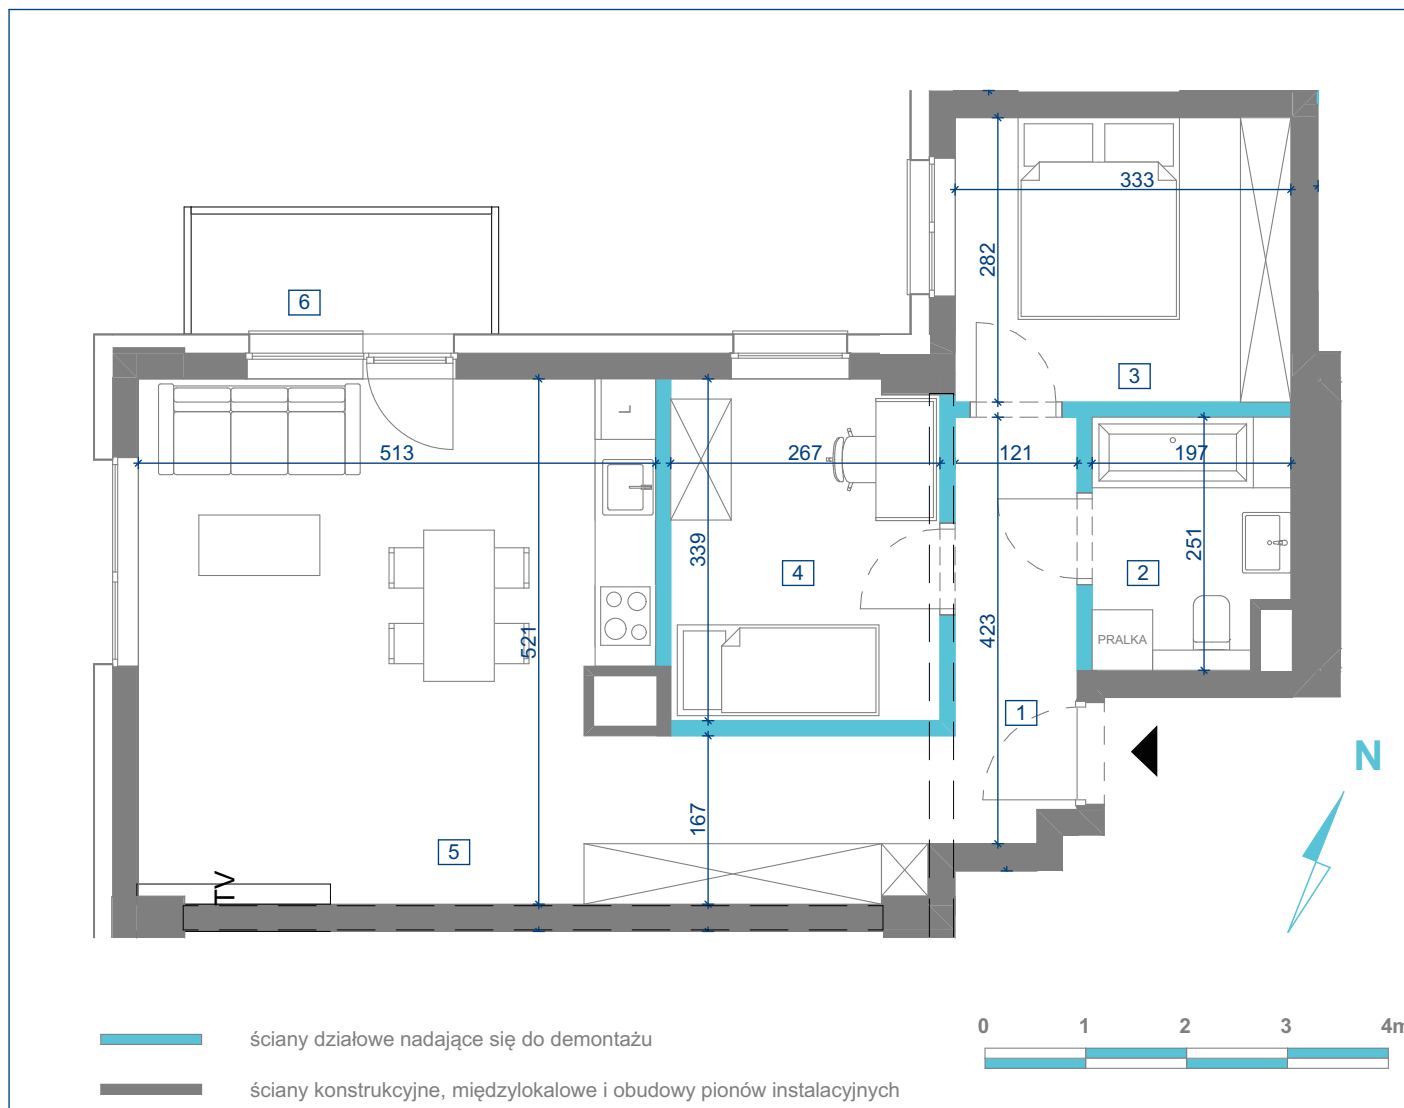 333
282
6
3
L
513
267
121
197
339
4
251
2
521
423
PRALKA
1
N
167
5
TV
0 1 2 3 4m
ściany działowe nadające się do demontażu
ściany konstrukcyjne, międzylokalowe i obudowy pionów instalacyjnych